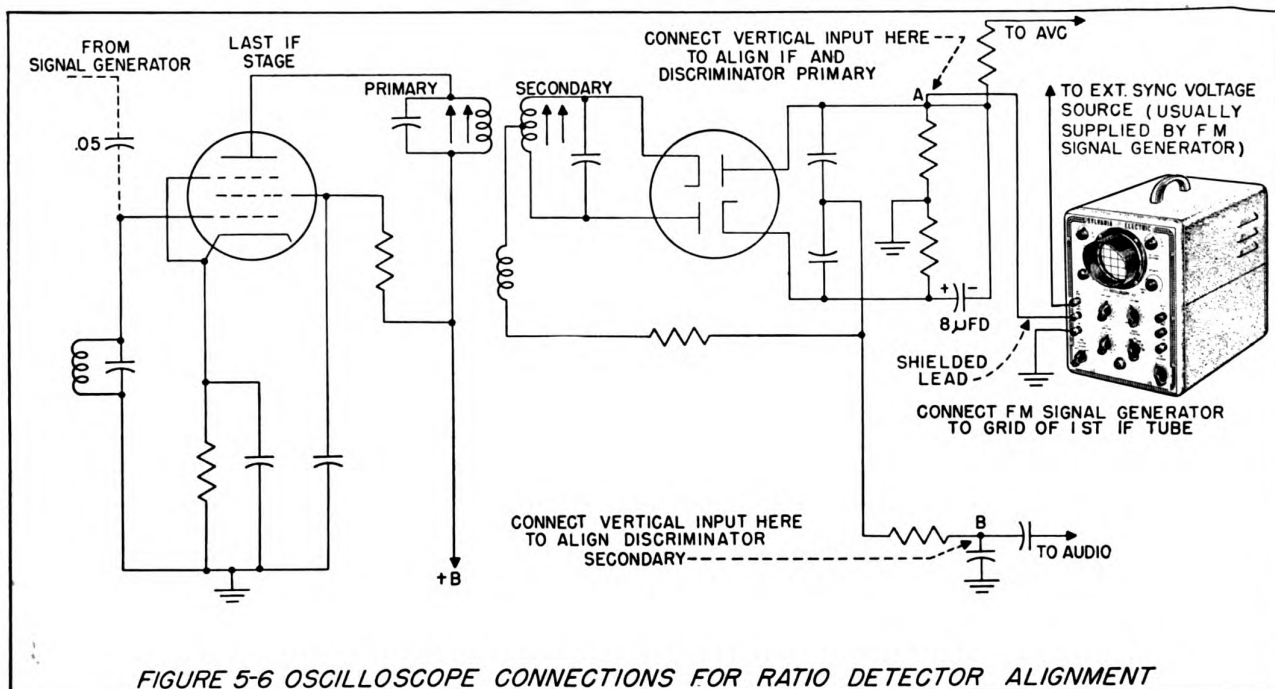 FROM
SIGNAL GENERATOR
.05
LAST IF
STAGE
PRIMARY
SECONDARY
CONNECT VERTICAL INPUT HERE
TO ALIGN IF AND
DISCRIMINATOR PRIMARY
A
TO AVC
TO EXT. SYNC VOLTAGE
SOURCE (USUALLY
SUPPLIED BY FM
SIGNAL GENERATOR)
SYLVANIA ELECTRIC
+ -
8µFD
SHIELDED
LEAD
CONNECT FM SIGNAL GENERATOR
TO GRID OF 1ST IF TUBE
CONNECT VERTICAL INPUT HERE
TO ALIGN DISCRIMINATOR
SECONDARY
B
TO AUDIO
+B
FIGURE 5-6 OSCILLOSCOPE CONNECTIONS FOR RATIO DETECTOR ALIGNMENT